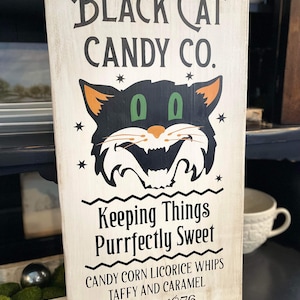 BLACK CAT
CANDY CO.
Keeping Things
Purrfectly Sweet
CANDY CORN LICORICE WHIPS
TAFFY AND CARAMEL